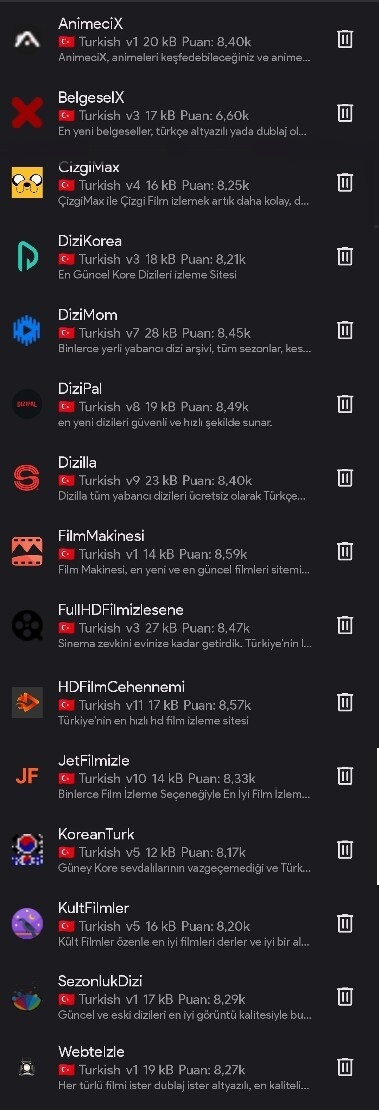 AnimeciX
Turkish v1 20 kB Puan: 8,40k
AnimeciX, animeleri keşfedebileceğiniz ve anime...
BelgeselX
Turkish v3 17 kB Puan: 6,60k
En yeni belgeseller, türkçe altyazılı yada dublaj ol...
CizgiMax
Turkish v4 16 kB Puan: 8,25k
ÇizgiMax ile Çizgi Film izlemek artık daha kolay, d...
DiziKorea
Turkish v3 18 kB Puan: 8,21k
En Güncel Kore Dizileri izleme Sitesi
DiziMom
Turkish v7 28 kB Puan: 8,45k
Binlerce yerli yabancı dizi arşivi, tüm sezonlar, kes...
DiziPal
DIZIPAL
Turkish v8 19 kB Puan: 8,49k
en yeni dizileri güvenli ve hızlı şekilde sunar.
Dizilla
Turkish v9 23 kB Puan: 8,40k
Dizilla tüm yabancı dizileri ücretsiz olarak Türkçe...
FilmMakinesi
Turkish v1 14 kB Puan: 8,59k
Film Makinesi, en yeni ve en güncel filmleri sitemi...
FullHDFilmizlesene
Turkish v3 27 kB Puan: 8,47k
Sinema zevkini evinize kadar getirdik. Türkiye'nin l...
HDFilmCehennemi
Turkish v11 17 kB Puan: 8,57k
Türkiye'nin en hızlı hd film izleme sitesi
JetFilmizle
JF
Turkish v10 14 kB Puan: 8,33k
Binlerce Film İzleme Seçeneğiyle En İyi Film İzlem...
KoreanTurk
Turkish v5 12 kB Puan: 8,17k
Güney Kore sevdalılarının vazgeçemediği ve Türk...
KultFilmler
Turkish v5 16 kB Puan: 8,20k
Kült Filmler özenle en iyi filmleri derler ve iyi bir al...
SezonlukDizi
Turkish v1 17 kB Puan: 8,29k
Güncel ve eski dizileri en iyi görüntü kalitesiyle bu...
WebteIzle
Turkish v1 19 kB Puan: 8,27k
Her türlü filmi ister dublaj ister altyazılı, en kaliteli...